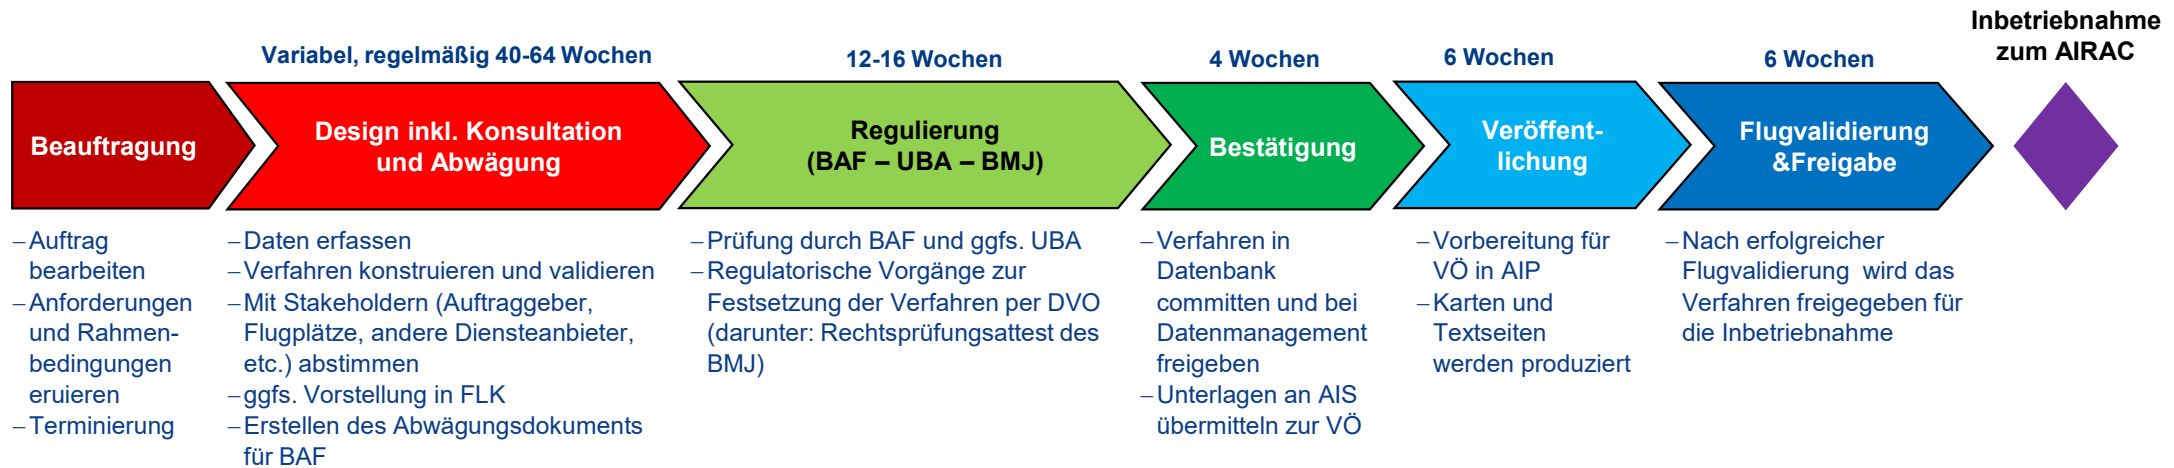 Inbetriebnahme
zum AIRAC
Variabel, regelmäßig 40-64 Wochen
12-16 Wochen
4 Wochen
6 Wochen
6 Wochen
Beauftragung
Design inkl. Konsultation
und Abwägung
Regulierung
(BAF – UBA – BMJ)
Bestätigung
Veröffent-
lichung
Flugvalidierung
&Freigabe
–Auftrag
bearbeiten
–Anforderungen
und Rahmen-
bedingungen
eruieren
–Terminierung
–Daten erfassen
–Verfahren konstruieren und validieren
–Mit Stakeholdern (Auftraggeber,
Flugplätze, andere Diensteanbieter,
etc.) abstimmen
–ggfs. Vorstellung in FLK
–Erstellen des Abwägungsdokuments
für BAF
–Prüfung durch BAF und ggfs. UBA
–Regulatorische Vorgänge zur
Festsetzung der Verfahren per DVO
(darunter: Rechtsprüfungsattest des
BMJ)
–Verfahren in
Datenbank
committen und bei
Datenmanagement
freigeben
–Unterlagen an AIS
übermitteln zur VÖ
–Vorbereitung für
VÖ in AIP
–Karten und
Textseiten
werden produziert
–Nach erfolgreicher
Flugvalidierung wird das
Verfahren freigegeben für
die Inbetriebnahme